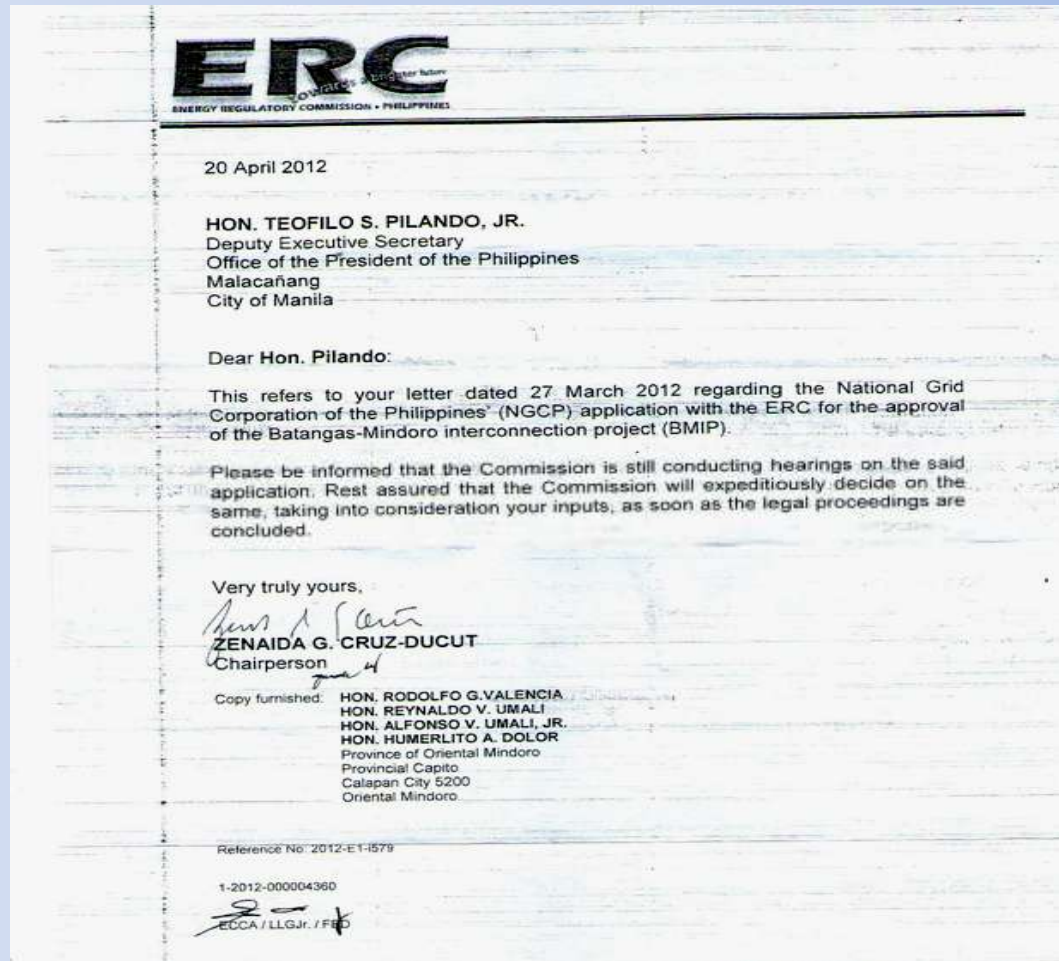 ERC
Towards a brighter future
ENERGY REGULATORY COMMISSION • PHILIPPINES
20 April 2012
HON. TEOFILO S. PILANDO, JR.
Deputy Executive Secretary
Office of the President of the Philippines
Malacañang
City of Manila
Dear Hon. Pilando:
This refers to your letter dated 27 March 2012 regarding the National Grid
Corporation of the Philippines' (NGCP) application with the ERC for the approval
of the Batangas-Mindoro interconnection project (BMIP).
Please be informed that the Commission is still conducting hearings on the said
application. Rest assured that the Commission will expeditiously decide on the
same, taking into consideration your inputs, as soon as the legal proceedings are
concluded.
Very truly yours,
ZENAIDA G. CRUZ-DUCUT
Chairperson
Copy furnished: HON. RODOLFO G.VALENCIA
HON. REYNALDO V. UMALI
HON. ALFONSO V. UMALI, JR.
HON. HUMERLITO A. DOLOR
Province of Oriental Mindoro
Provincial Capito
Calapan City 5200
Oriental Mindoro
Reference No: 2012-E1-I579
1-2012-000004360
ECCA / LLGJr. /